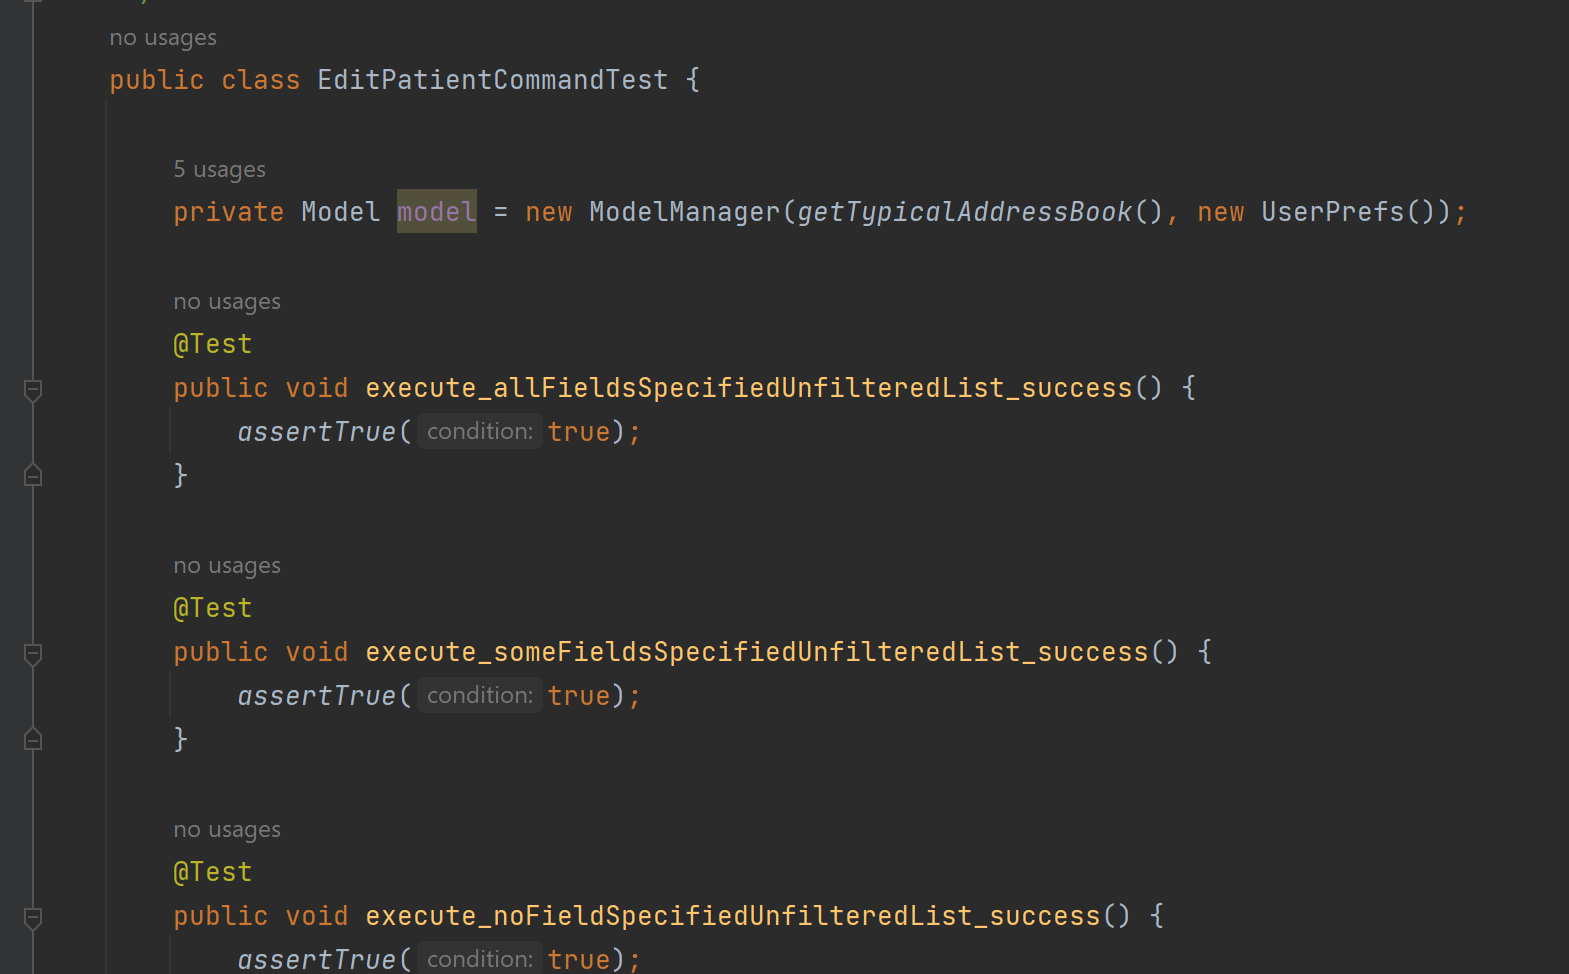 no usages
public class EditPatientCommandTest {
5 usages
private Model model = new ModelManager(getTypicalAddressBook(), new UserPrefs());
no usages
@Test
public void execute_allFieldsSpecifiedUnfilteredList_success() {
assertTrue( condition: true);
}
no usages
@Test
public void execute_someFieldsSpecifiedUnfilteredList_success() {
assertTrue( condition: true);
}
no usages
@Test
public void execute_noFieldSpecifiedUnfilteredList_success() {
assertTrue( condition: true);